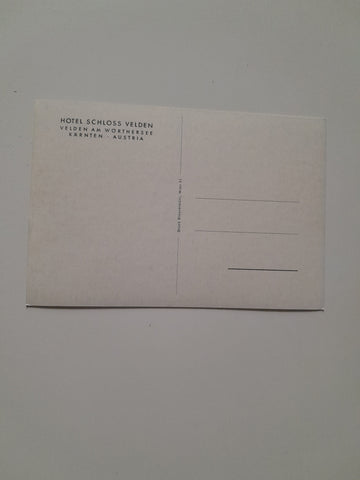 HOTEL SCHLOSS VELDEN
VELDEN AM WÖRTHERSEE
KÄRNTEN · AUSTRIA